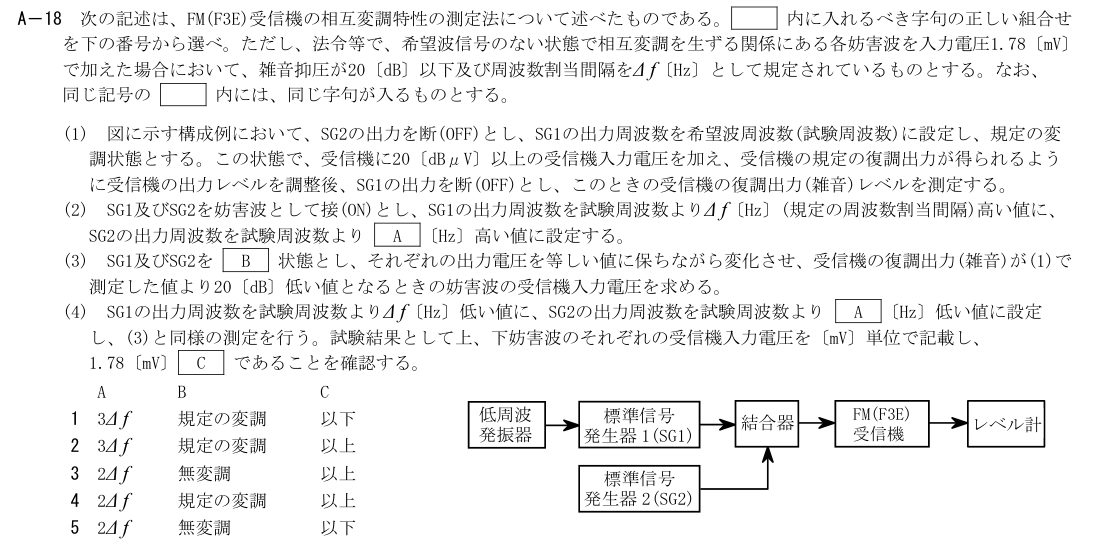 A－18　次の記述は、FM(F3E)受信機の相互変調特性の測定法について述べたものである。　　　内に入れるべき字句の正しい組合せ
を下の番号から選べ。ただし、法令等で、希望波信号のない状態で相互変調を生ずる関係にある各妨害波を入力電圧1.78〔mV〕
で加えた場合において、雑音抑圧が20〔dB〕以下及び周波数割当間隔をΔf〔Hz〕として規定されているものとする。なお、
同じ記号の　　　内には、同じ字句が入るものとする。
(1)　図に示す構成例において、SG2の出力を断(OFF)とし、SG1の出力周波数を希望波周波数(試験周波数)に設定し、規定の変
調状態とする。この状態で、受信機に20〔dBμV〕以上の受信機入力電圧を加え、受信機の規定の復調出力が得られるよう
に受信機の出力レベルを調整後、SG1の出力を断(OFF)とし、このときの受信機の復調出力(雑音)レベルを測定する。
(2)　SG1及びSG2を妨害波として接(ON)とし、SG1の出力周波数を試験周波数よりΔf〔Hz〕(規定の周波数割当間隔)高い値に、
SG2の出力周波数を試験周波数より　A　〔Hz〕高い値に設定する。
(3)　SG1及びSG2を　B　状態とし、それぞれの出力電圧を等しい値に保ちながら変化させ、受信機の復調出力(雑音)が(1)で
測定した値より20〔dB〕低い値となるときの妨害波の受信機入力電圧を求める。
(4)　SG1の出力周波数を試験周波数よりΔf〔Hz〕低い値に、SG2の出力周波数を試験周波数より　A　〔Hz〕低い値に設定
し、(3)と同様の測定を行う。試験結果として上、下妨害波のそれぞれの受信機入力電圧を〔mV〕単位で記載し、
1.78〔mV〕　C　であることを確認する。
A　B　C
1　3Δf　規定の変調　以下
2　3Δf　規定の変調　以上
3　2Δf　無変調　以上
4　2Δf　規定の変調　以上
5　2Δf　無変調　以下
低周波
発振器
標準信号
発生器1(SG1)
結合器
FM(F3E)
受信機
レベル計
標準信号
発生器2(SG2)